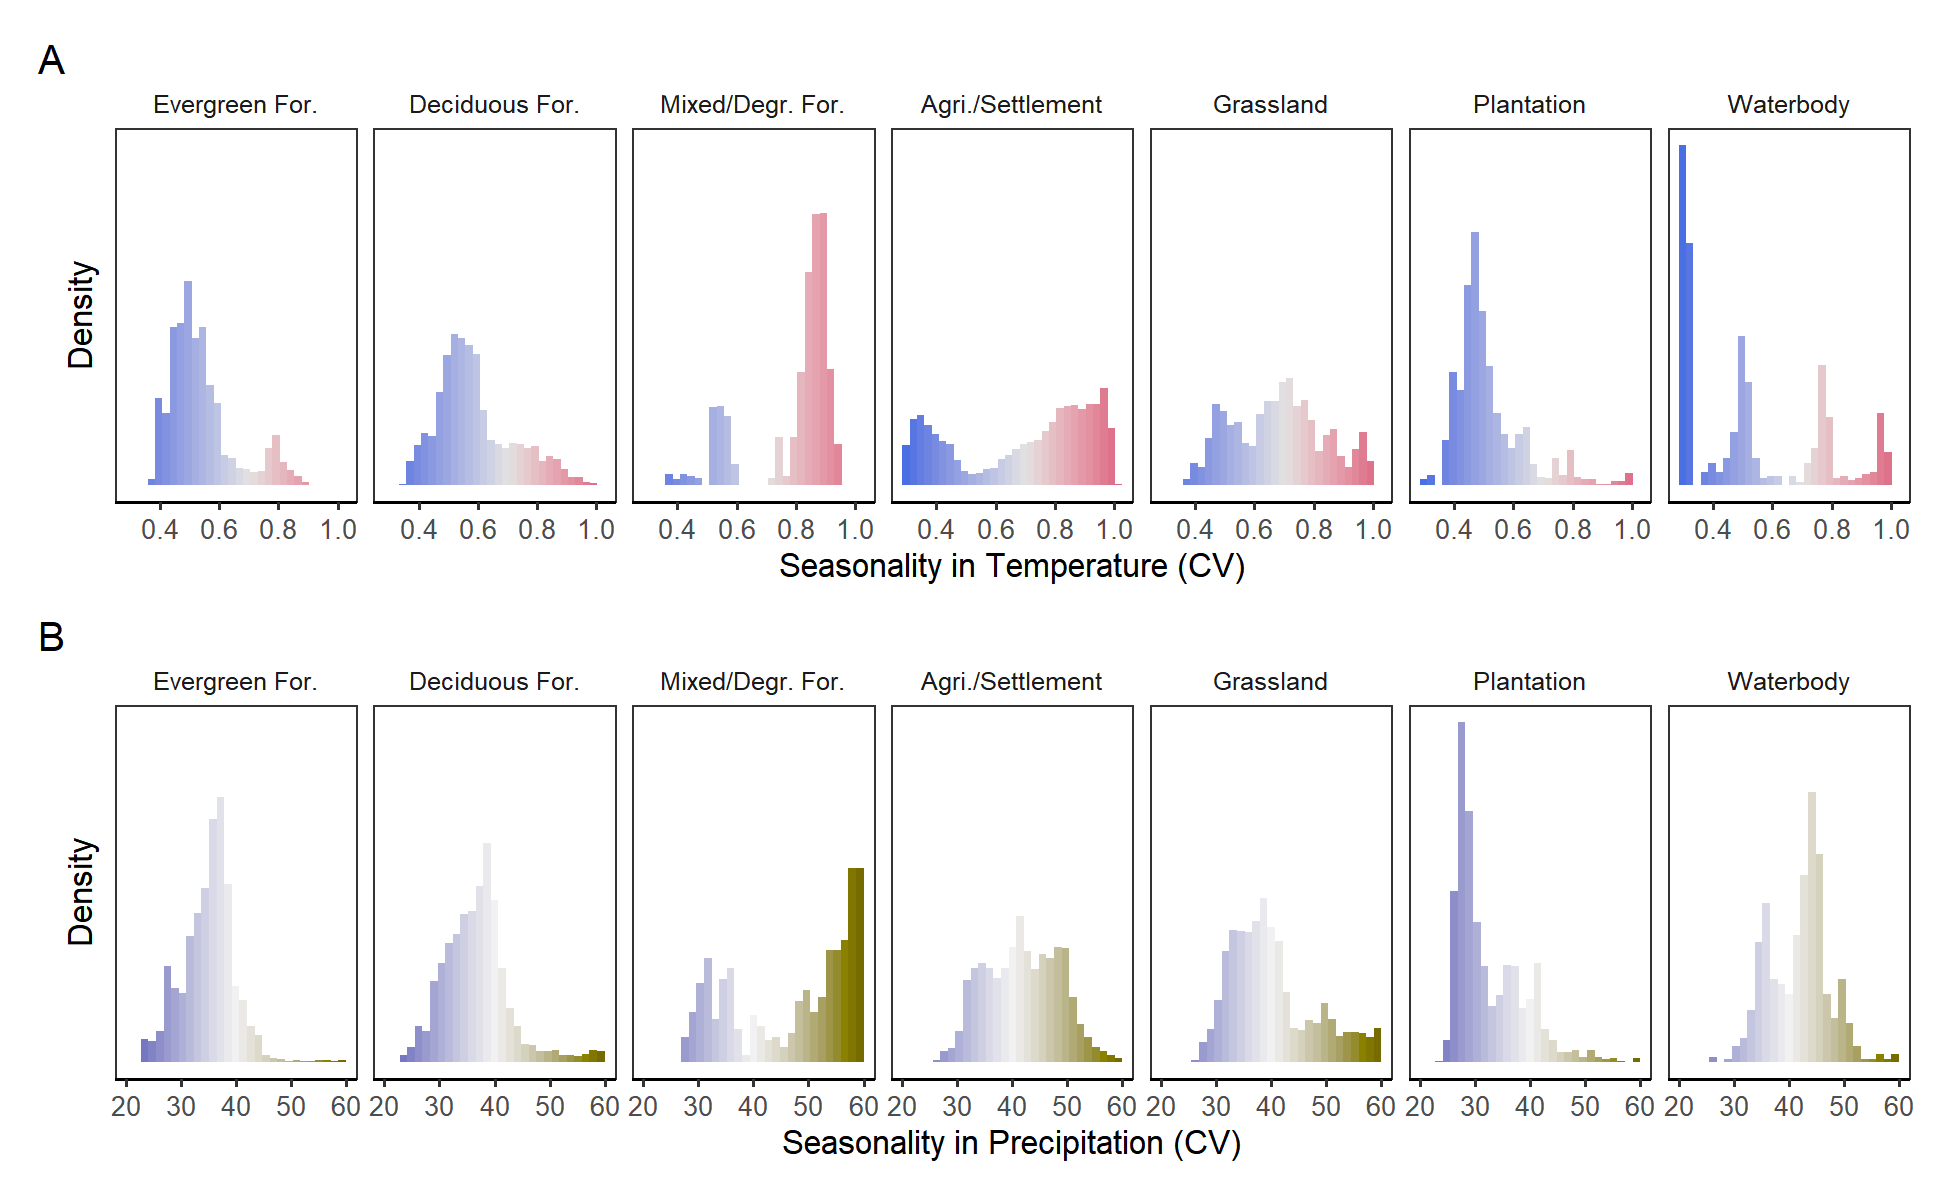 A
Evergreen For. Deciduous For. Mixed/Degr. For. Agri./Settlement Grassland Plantation Waterbody
Density
0.4 0.6 0.8 1.0 0.4 0.6 0.8 1.0 0.4 0.6 0.8 1.0 0.4 0.6 0.8 1.0 0.4 0.6 0.8 1.0 0.4 0.6 0.8 1.0 0.4 0.6 0.8 1.0
Seasonality in Temperature (CV)
B
Evergreen For. Deciduous For. Mixed/Degr. For. Agri./Settlement Grassland Plantation Waterbody
Density
20 30 40 50 60 20 30 40 50 60 20 30 40 50 60 20 30 40 50 60 20 30 40 50 60 20 30 40 50 60 20 30 40 50 60
Seasonality in Precipitation (CV)